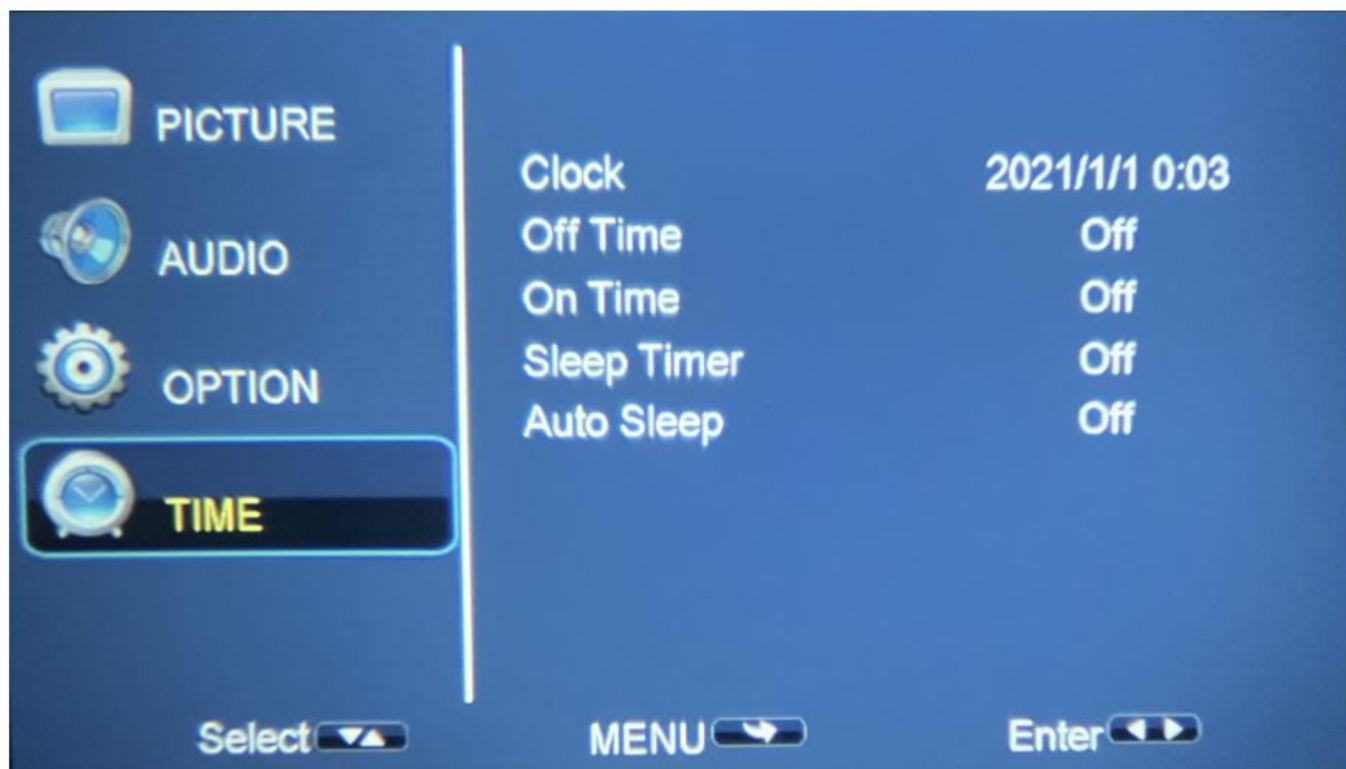 PICTURE
AUDIO
OPTION
TIME
Clock 2021/1/1 0:03
Off Time Off
On Time Off
Sleep Timer Off
Auto Sleep Off
Select MENU Enter